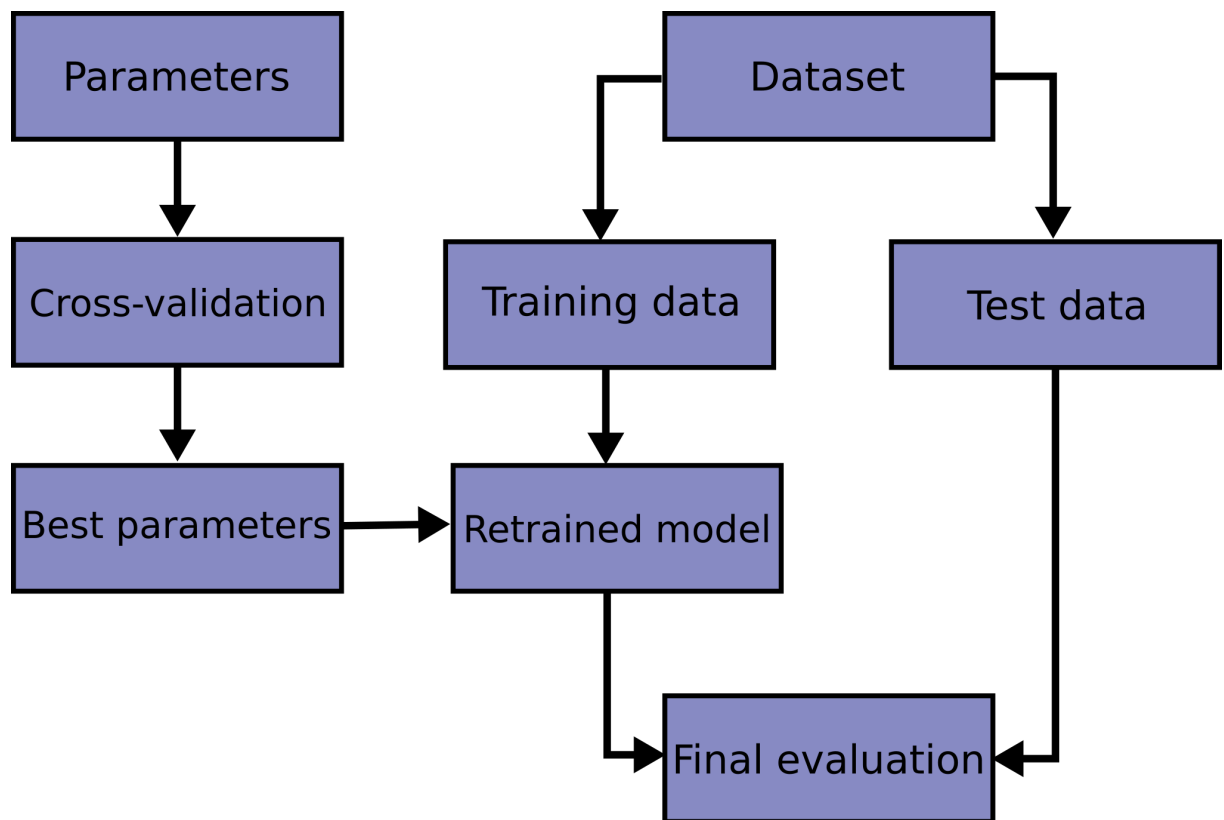 Parameters
Dataset
Cross-validation
Training data
Test data
Best parameters
Retrained model
Final evaluation